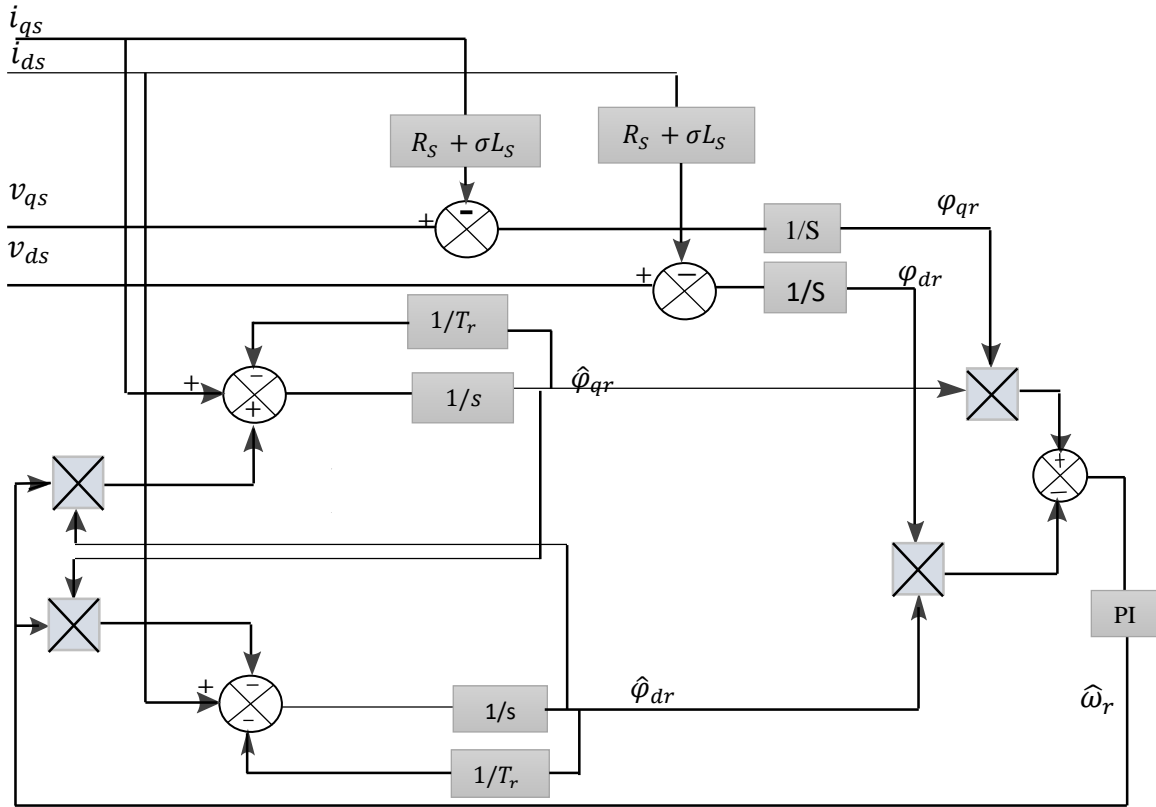 i_qs
i_ds
R_S + σL_S
R_S + σL_S
v_qs
-
+
1/S
φ_qr
v_ds
+
−
1/S
φ_dr
1/T_r
−
+
+
1/s
φ̂_qr
+
−
PI
−
+
−
1/s
φ̂_dr
ω̂_r
1/T_r